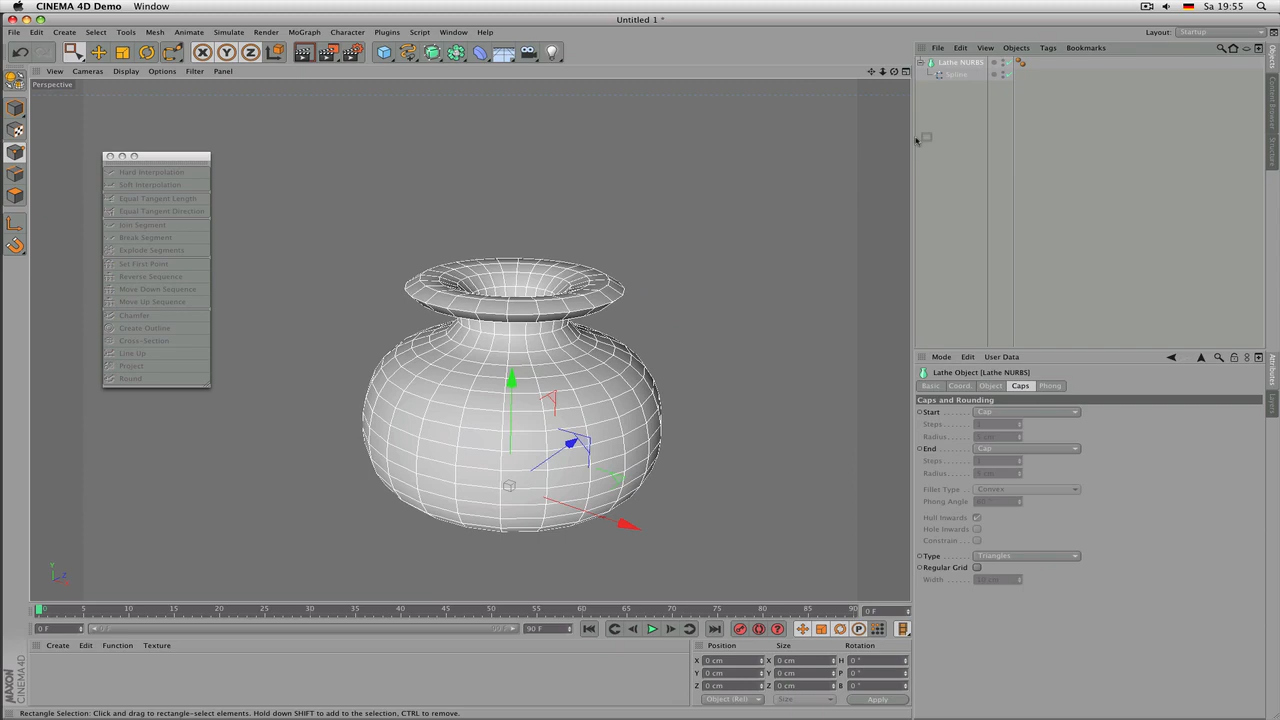 CINEMA 4D Demo Window Sa 19:55
Untitled 1 *
File Edit Create Select Tools Mesh Animate Simulate Render MoGraph Character Plugins Script Window Help Layout: Startup
File Edit View Objects Tags Bookmarks
View Cameras Display Options Filter Panel
Perspective
Lathe NURBS
Spline
Hard Interpolation
Soft Interpolation
Equal Tangent Length
Equal Tangent Direction
Join Segment
Break Segment
Explode Segments
Set First Point
Reverse Sequence
Move Down Sequence
Move Up Sequence
Chamfer
Create Outline
Cross-Section
Line Up
Project
Round
Objects
Content Browser
Structure
Mode Edit User Data
Lathe Object [Lathe NURBS]
Basic Coord. Object Caps Phong
Caps and Rounding
Start Cap
Steps
Radius
End Cap
Steps
Radius
Fillet Type Convex
Phong Angle
Hull Inwards
Hole Inwards
Constrain
Type Triangles
Regular Grid
Width
Attributes
Layers
Y
Z
0 5 10 15 20 25 30 35 40 45 50 55 60 65 70 75 80 85 90 0 F
0 F 90 F
Create Edit Function Texture
Position Size Rotation
X 0 cm X 0 cm H 0 °
Y 0 cm Y 0 cm P 0 °
Z 0 cm Z 0 cm B 0 °
Object (Rel) Size Apply
MAXON
CINEMA 4D
Rectangle Selection: Click and drag to rectangle-select elements. Hold down SHIFT to add to the selection, CTRL to remove.